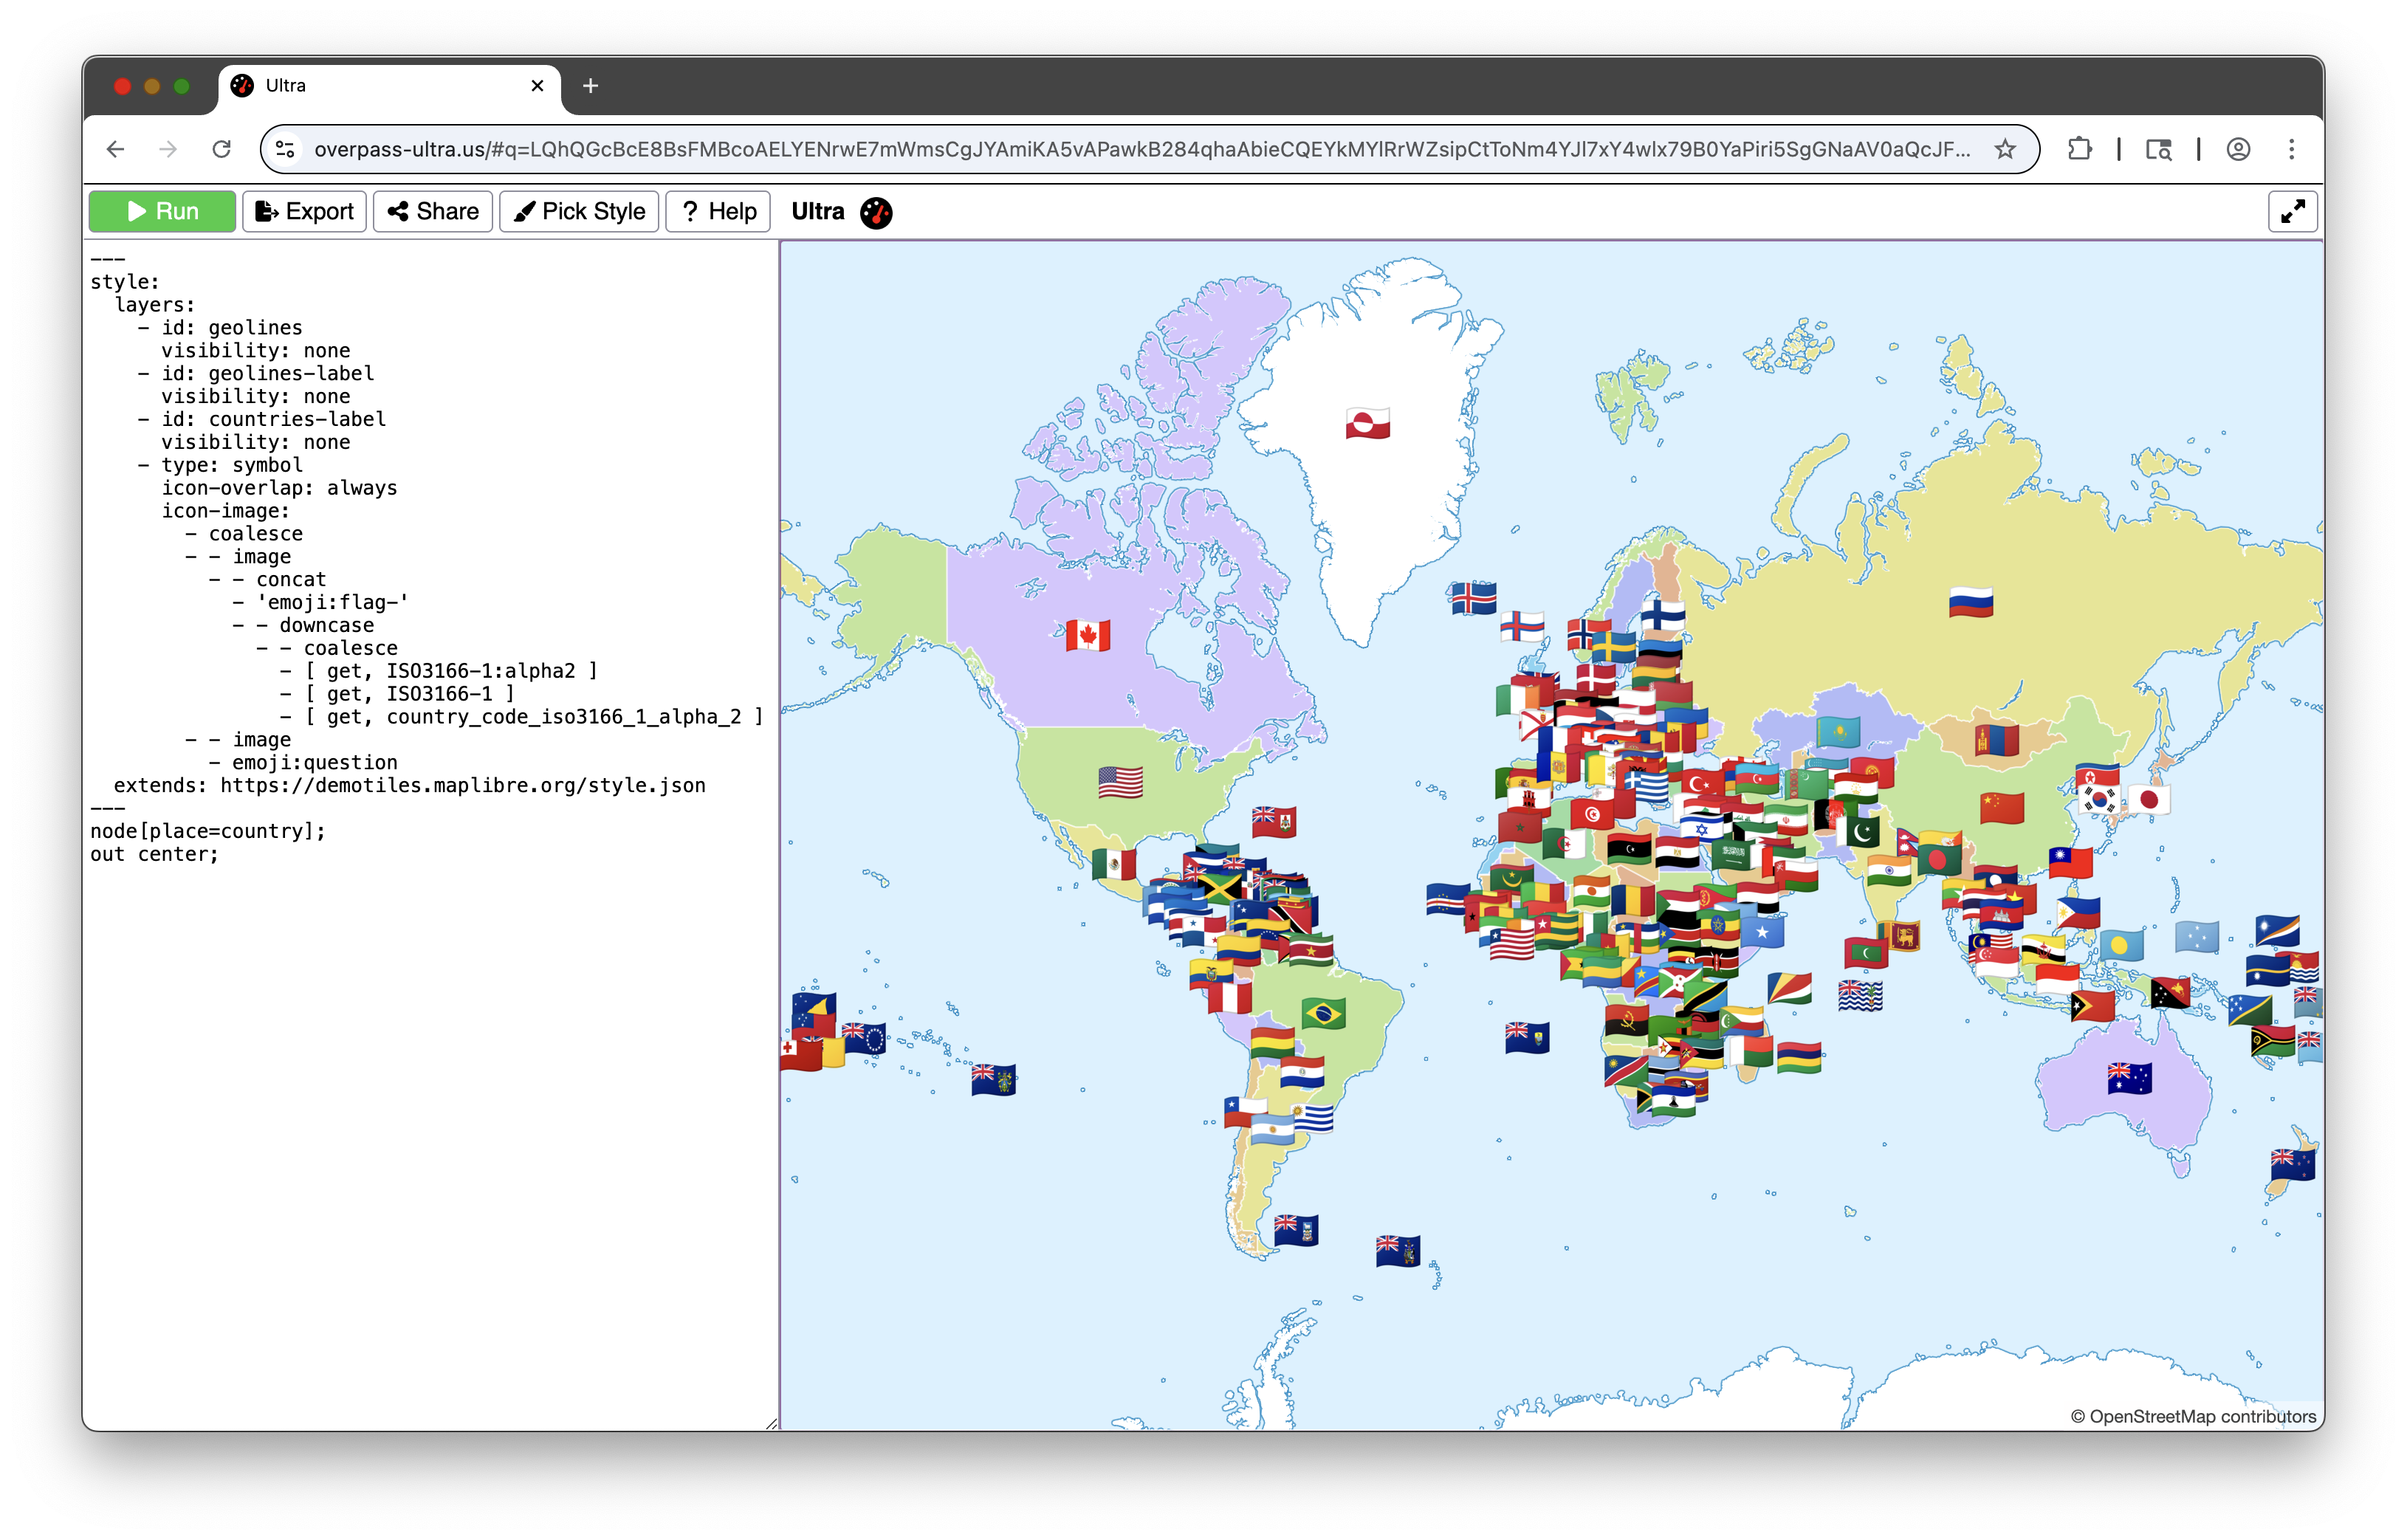 Ultra
overpass-ultra.us/#q=LQhQGcBcE8BsFMBcoAELYENrwE7mWmsCgJYAmiKA5vAPawkB284qhaAbieCQEYkMYlRrWZsipCtToNm4YJl7xY4wlx79B0YaPiri5SgGNaAV0aQcJF...
Run
Export
Share
Pick Style
? Help
Ultra
---
style:
  layers:
    - id: geolines
      visibility: none
    - id: geolines-label
      visibility: none
    - id: countries-label
      visibility: none
    - type: symbol
      icon-overlap: always
      icon-image:
        - coalesce
        - - image
          - - concat
            - 'emoji:flag-'
            - - downcase
              - - coalesce
                - [ get, ISO3166-1:alpha2 ]
                - [ get, ISO3166-1 ]
                - [ get, country_code_iso3166_1_alpha_2 ]
        - - image
          - emoji:question
  extends: https://demotiles.maplibre.org/style.json
---
node[place=country];
out center;
© OpenStreetMap contributors